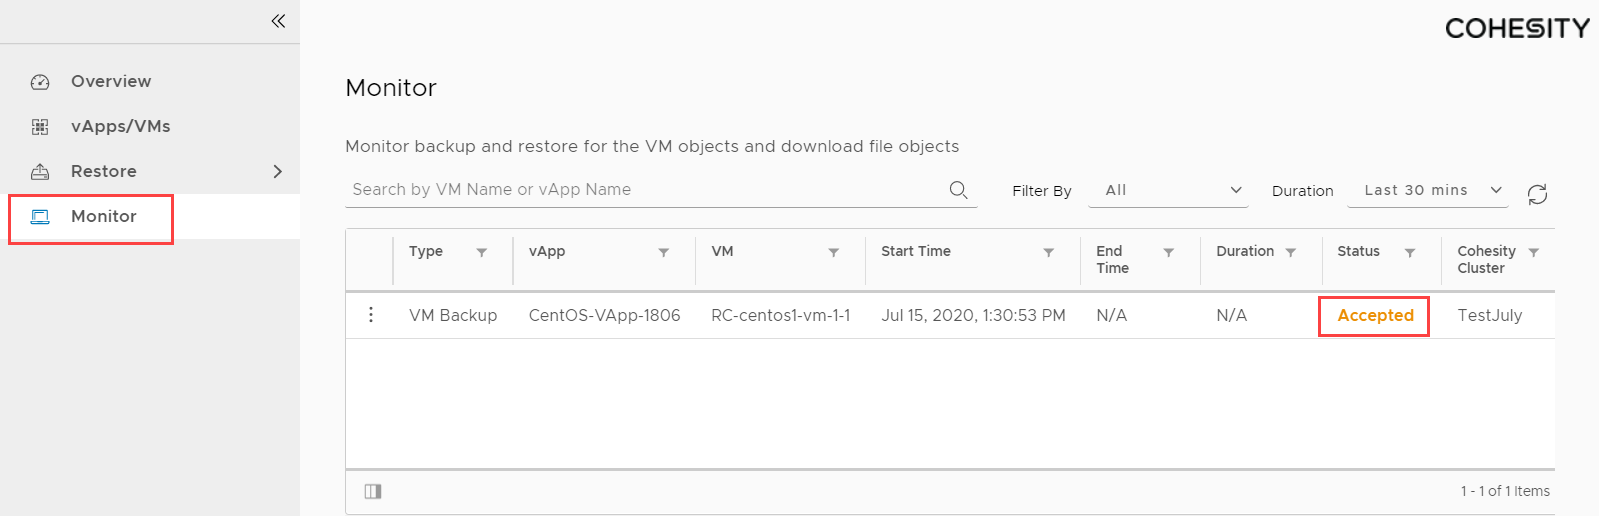 COHESITY
Overview
vApps/VMs
Restore
Monitor
Monitor
Monitor backup and restore for the VM objects and download file objects
Search by VM Name or vApp Name Filter By All Duration Last 30 mins
Type vApp VM Start Time End Time Duration Status Cohesity Cluster
VM Backup CentOS-VApp-1806 RC-centos1-vm-1-1 Jul 15, 2020, 1:30:53 PM N/A N/A Accepted TestJuly
1 - 1 of 1 Items